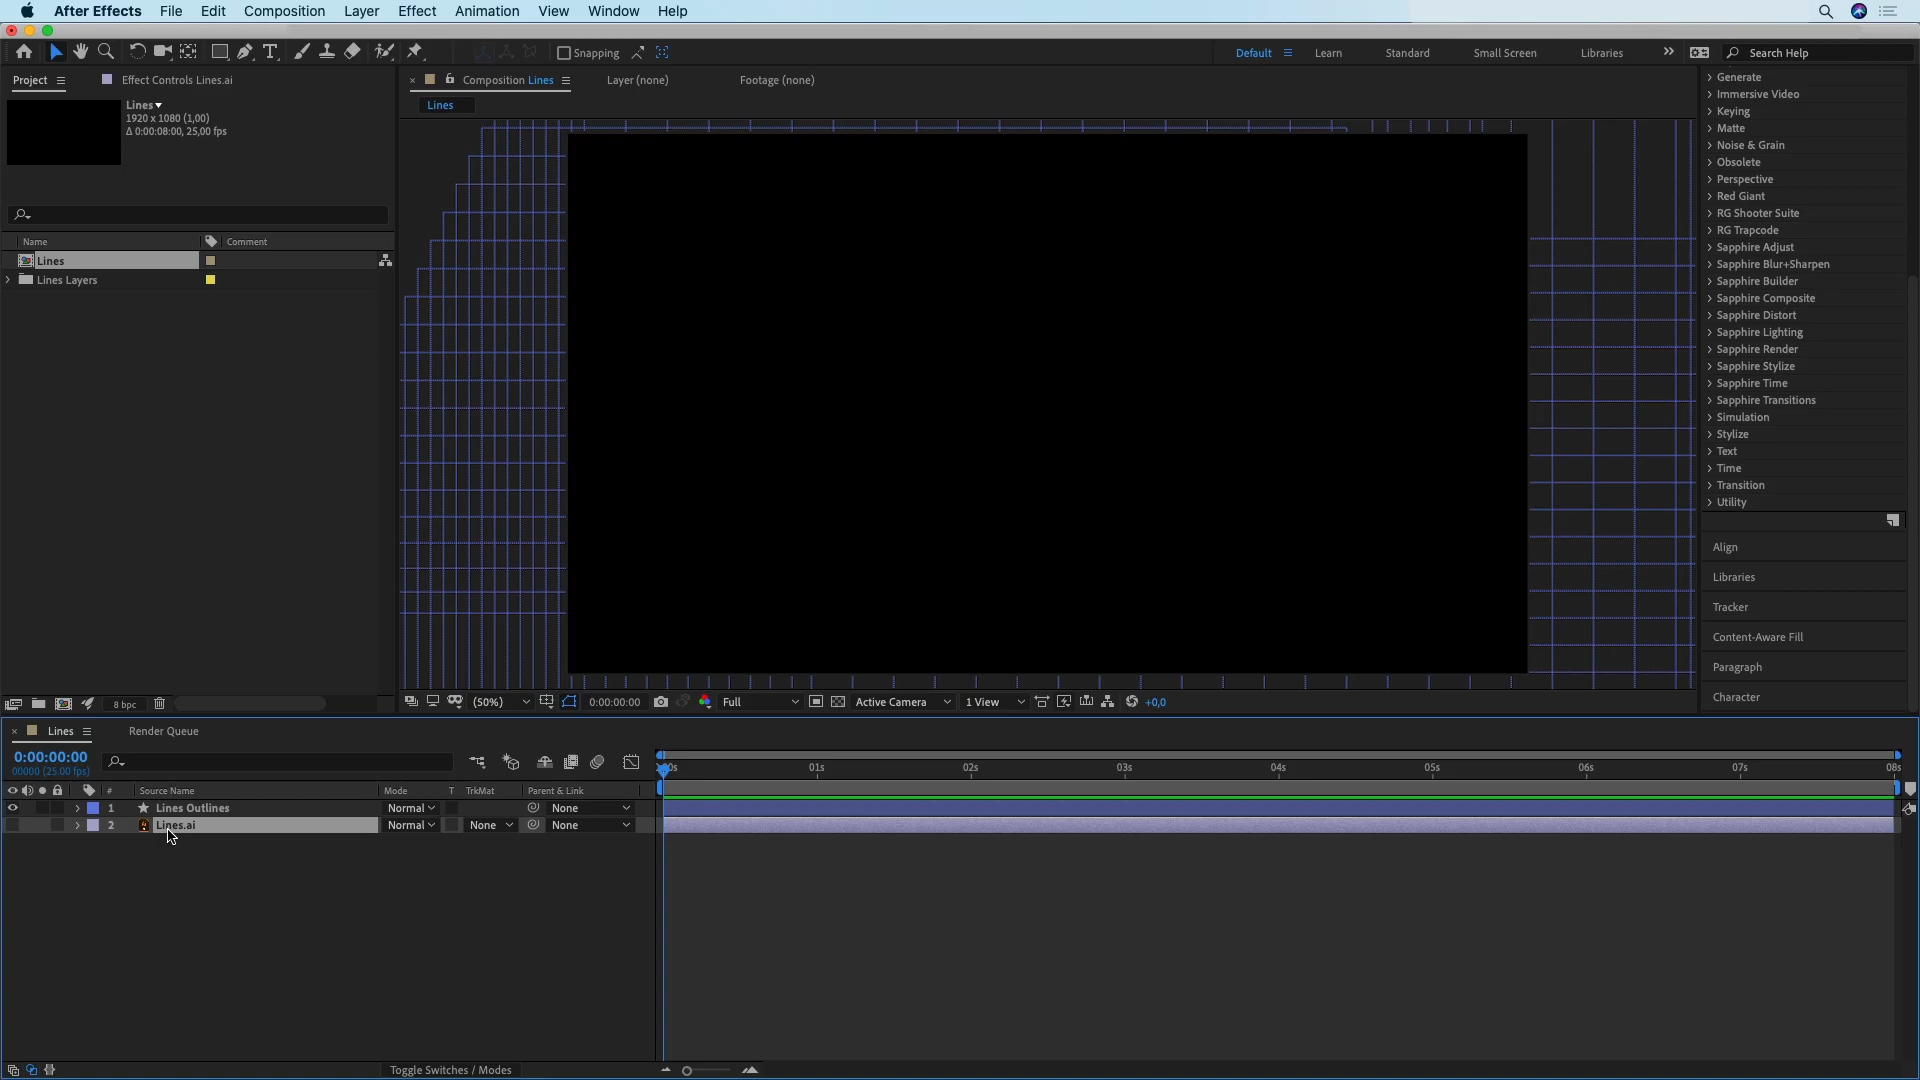 After Effects File Edit Composition Layer Effect Animation View Window Help
Snapping Default Learn Standard Small Screen Libraries Search Help
Project Effect Controls Lines.ai
Lines
1920 x 1080 (1,00)
Δ 0:00:08:00, 25,00 fps
Name Comment
Lines
Lines Layers
8 bpc
Composition Lines Layer (none) Footage (none)
Lines
(50%) 0:00:00:00 Full Active Camera 1 View +0,0
Generate
Immersive Video
Keying
Matte
Noise & Grain
Obsolete
Perspective
Red Giant
RG Shooter Suite
RG Trapcode
Sapphire Adjust
Sapphire Blur+Sharpen
Sapphire Builder
Sapphire Composite
Sapphire Distort
Sapphire Lighting
Sapphire Render
Sapphire Stylize
Sapphire Time
Sapphire Transitions
Simulation
Stylize
Text
Time
Transition
Utility
Align
Libraries
Tracker
Content-Aware Fill
Paragraph
Character
Lines Render Queue
0:00:00:00
00000 (25.00 fps)
01s 02s 03s 04s 05s 06s 07s 08s
# Source Name Mode T TrkMat Parent & Link
1 Lines Outlines Normal None
2 Lines.ai Normal None None
Toggle Switches / Modes